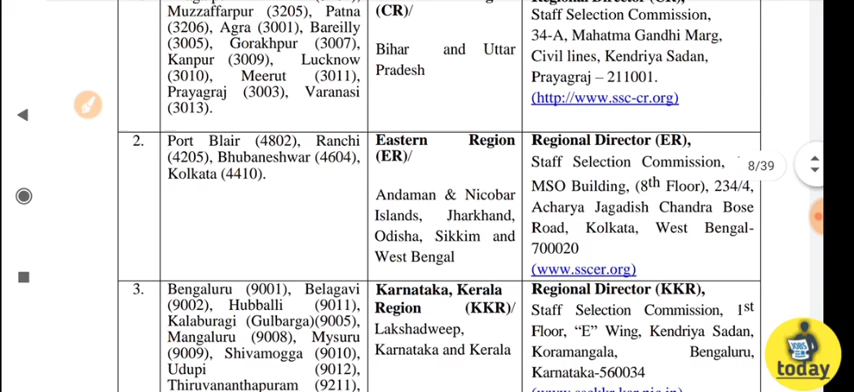 Muzzaffarpur (3205), Patna
(3206), Agra (3001), Bareilly
(3005), Gorakhpur (3007),
Kanpur (3009), Lucknow
(3010), Meerut (3011),
Prayagraj (3003), Varanasi
(3013).
(CR)/
Bihar and Uttar
Pradesh
Staff Selection Commission,
34-A, Mahatma Gandhi Marg,
Civil lines, Kendriya Sadan,
Prayagraj – 211001.
(http://www.ssc-cr.org)
2.
Port Blair (4802), Ranchi
(4205), Bhubaneshwar (4604),
Kolkata (4410).
Eastern Region
(ER)/
Andaman & Nicobar
Islands, Jharkhand,
Odisha, Sikkim and
West Bengal
Regional Director (ER),
Staff Selection Commission,
MSO Building, (8th Floor), 234/4,
Acharya Jagadish Chandra Bose
Road, Kolkata, West Bengal-
700020
(www.sscer.org)
8/39
3.
Bengaluru (9001), Belagavi
(9002), Hubballi (9011),
Kalaburagi (Gulbarga)(9005),
Mangaluru (9008), Mysuru
(9009), Shivamogga (9010),
Udupi (9012),
Thiruvananthapuram (9211),
Karnataka, Kerala
Region (KKR)/
Lakshadweep,
Karnataka and Kerala
Regional Director (KKR),
Staff Selection Commission, 1st
Floor, “E” Wing, Kendriya Sadan,
Koramangala, Bengaluru,
Karnataka-560034
JOBS
today